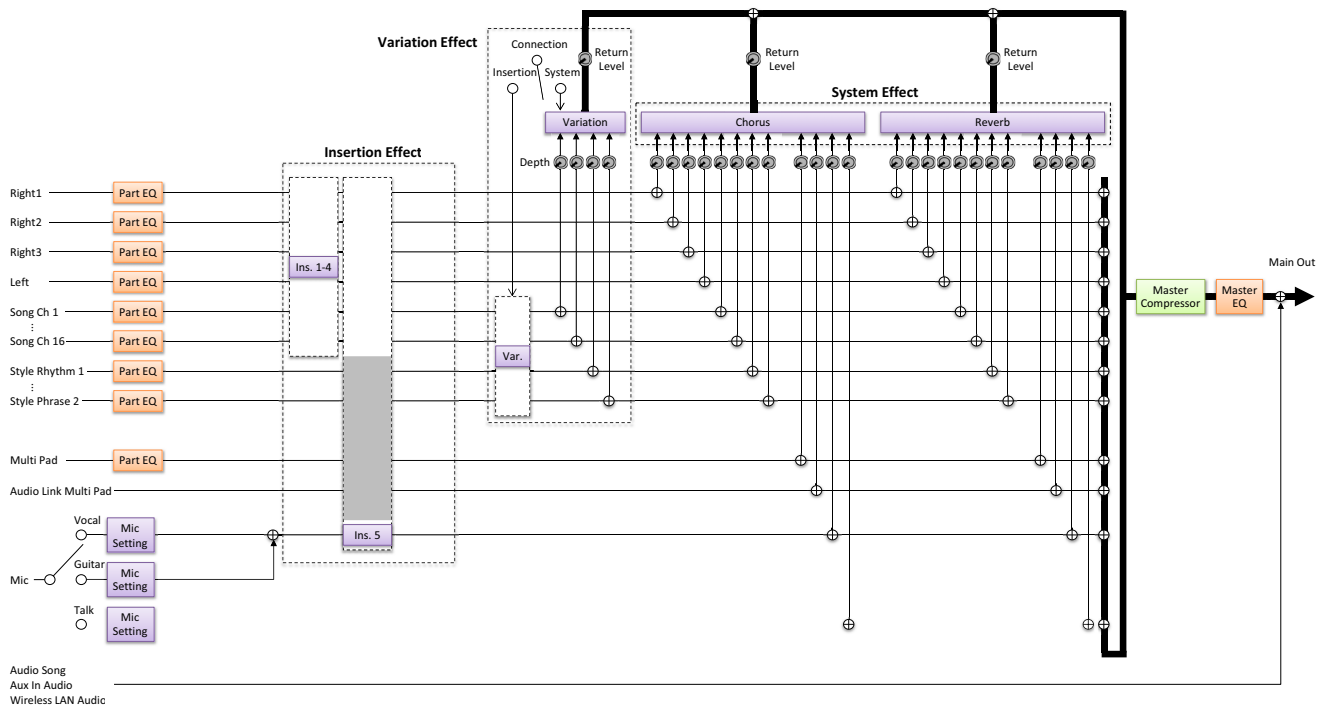 Variation Effect
Connection
Insertion System
Return
Level
Return
Level
Return
Level
System Effect
Variation
Chorus
Reverb
Insertion Effect
Depth
Right1
Part EQ
Right2
Part EQ
Right3
Part EQ
Ins. 1-4
Left
Part EQ
Main Out
Master
Compressor
Master
EQ
Song Ch 1
Part EQ
Song Ch 16
Part EQ
Var.
Style Rhythm 1
Part EQ
Style Phrase 2
Part EQ
Multi Pad
Part EQ
Audio Link Multi Pad
Vocal
Mic
Setting
Ins. 5
Mic
Guitar
Mic
Setting
Talk
Mic
Setting
Audio Song
Aux In Audio
Wireless LAN Audio